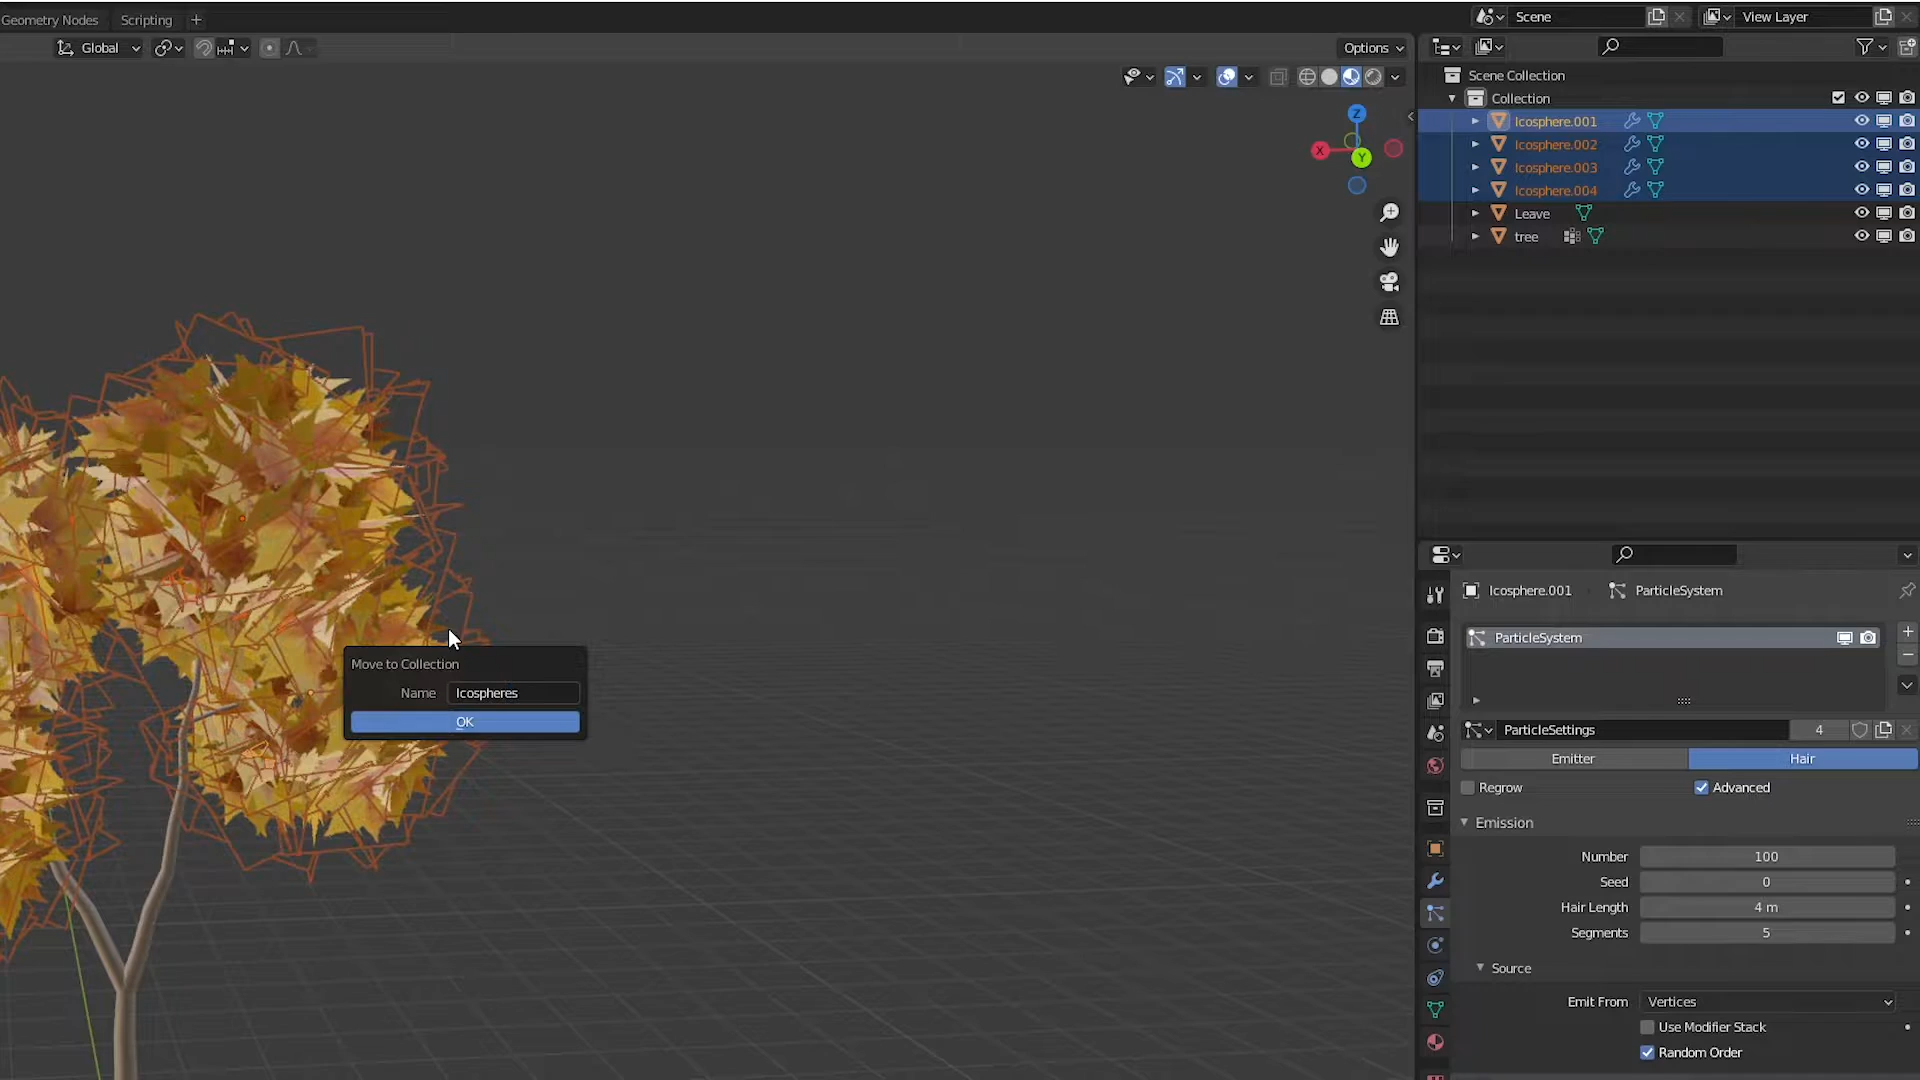 Geometry Nodes
Scripting
+
Scene
View Layer
Global
Options
Scene Collection
Collection
Icosphere.001
Icosphere.002
Icosphere.003
Icosphere.004
Leave
tree
Z
X
Y
Move to Collection
Name
Icospheres
OK
Icosphere.001
ParticleSystem
ParticleSystem
ParticleSettings
4
Emitter
Hair
Regrow
Advanced
Emission
Number
100
Seed
0
Hair Length
4 m
Segments
5
Source
Emit From
Vertices
Use Modifier Stack
Random Order